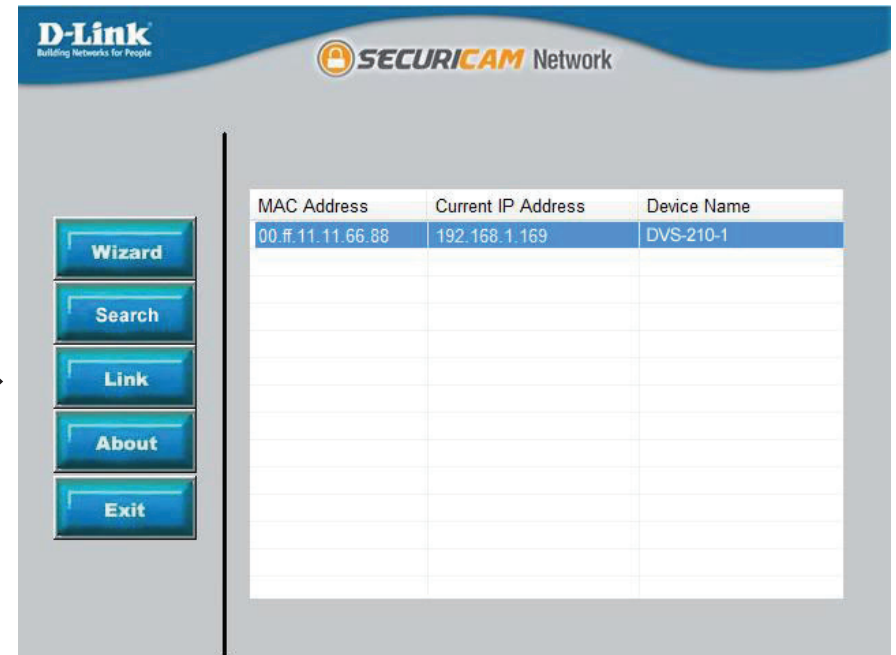 D-Link
Building Networks for People
SECURICAM Network
MAC Address Current IP Address Device Name
00.ff.11.11.66.88 192.168.1.169 DVS-210-1
Wizard
Search
Link
About
Exit